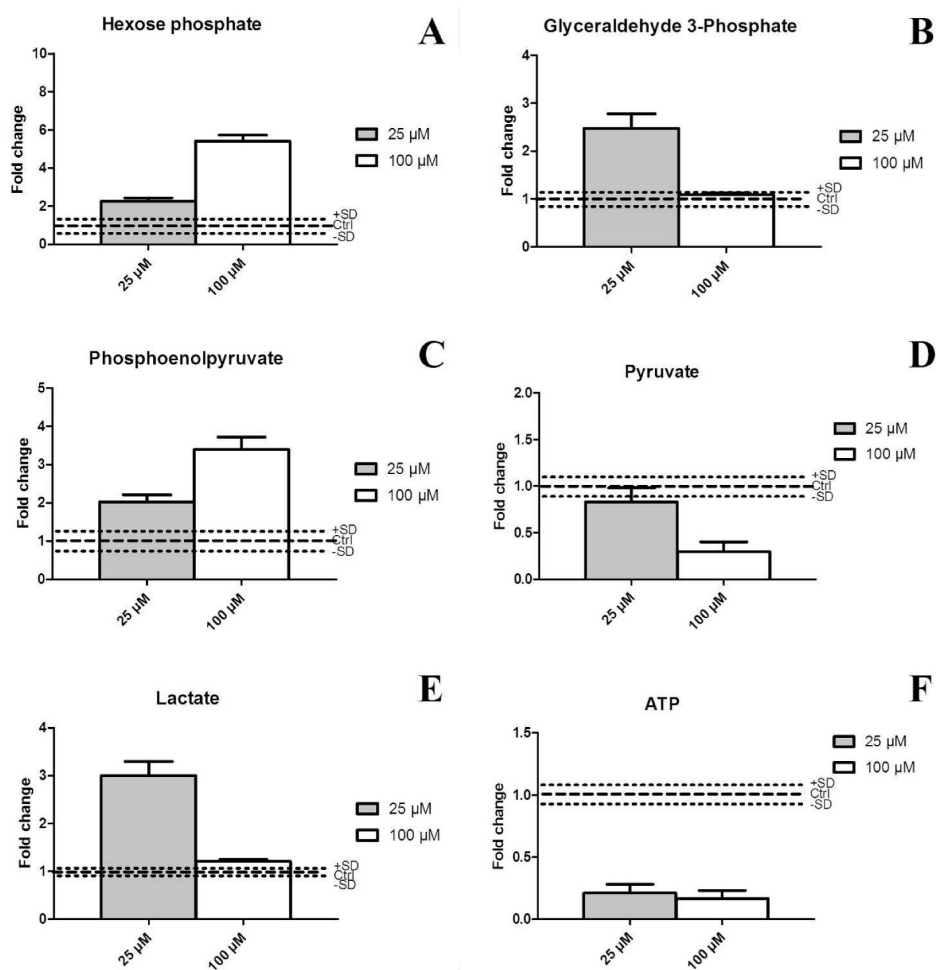 Hexose phosphate
A
Fold change
10
8
6
4
2
0
+SD
Ctrl
-SD
25 µM
100 µM
25 µM
100 µM
Glyceraldehyde 3-Phosphate
B
Fold change
4
3
2
1
0
+SD
Ctrl
-SD
25 µM
100 µM
25 µM
100 µM
Phosphoenolpyruvate
C
Fold change
5
4
3
2
1
0
+SD
Ctrl
-SD
25 µM
100 µM
25 µM
100 µM
Pyruvate
D
Fold change
2.0
1.5
1.0
0.5
0.0
+SD
Ctrl
-SD
25 µM
100 µM
25 µM
100 µM
Lactate
E
Fold change
4
3
2
1
0
+SD
Ctrl
-SD
25 µM
100 µM
25 µM
100 µM
ATP
F
Fold change
1.5
1.0
0.5
0.0
+SD
Ctrl
-SD
25 µM
100 µM
25 µM
100 µM